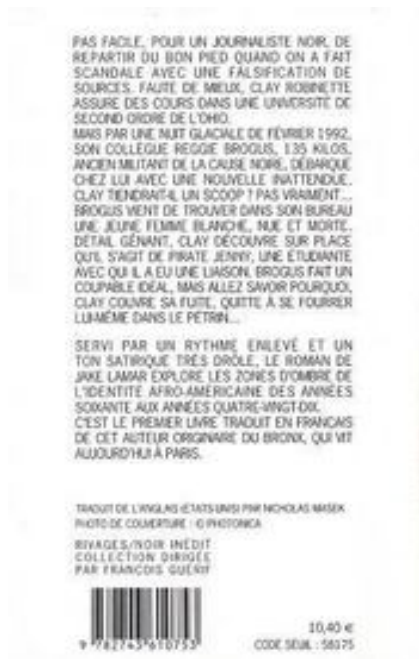 PAS FACILE, POUR UN JOURNALISTE NOIR, DE
REPARTIR DU BON PIED QUAND ON A FAIT
SCANDALE AVEC UNE FALSIFICATION DE
SOURCES. FAUTE DE MIEUX, CLAY ROBINETTE
ASSURE DES COURS DANS UNE UNIVERSITÉ DE
SECOND ORDRE DE L'OHIO.
MAIS PAR UNE NUIT GLACIALE DE FÉVRIER 1992,
SON COLLÈGUE REGGIE BROGUS, 135 KILOS,
ANCIEN MILITANT DE LA CAUSE NOIRE, DÉBARQUE
CHEZ LUI AVEC UNE NOUVELLE INATTENDUE.
CLAY TIENDRAIT-IL UN SCOOP ? PAS VRAIMENT...
BROGUS VIENT DE TROUVER DANS SON BUREAU
UNE JEUNE FEMME BLANCHE, NUE ET MORTE.
DÉTAIL GÊNANT, CLAY DÉCOUVRE SUR PLACE
QU'IL S'AGIT DE PIRATE JENNY, UNE ÉTUDIANTE
AVEC QUI IL A EU UNE LIAISON. BROGUS FAIT UN
COUPABLE IDÉAL, MAIS ALLEZ SAVOIR POURQUOI,
CLAY COUVRE SA FUITE, QUITTE À SE FOURRER
LUI-MÊME DANS LE PÉTRIN...
SERVI PAR UN RYTHME ENLEVÉ ET UN
TON SATIRIQUE TRÈS DRÔLE, LE ROMAN DE
JAKE LAMAR EXPLORE LES ZONES D'OMBRE DE
L'IDENTITÉ AFRO-AMÉRICAINE DES ANNÉES
SOIXANTE AUX ANNÉES QUATRE-VINGT-DIX.
C'EST LE PREMIER LIVRE TRADUIT EN FRANÇAIS
DE CET AUTEUR ORIGINAIRE DU BRONX, QUI VIT
AUJOURD'HUI À PARIS.
TRADUIT DE L'ANGLAIS (ÉTATS-UNIS) PAR NICHOLAS MASEK
PHOTO DE COUVERTURE : © PHOTONICA
RIVAGES/NOIR INÉDIT
COLLECTION DIRIGÉE
PAR FRANÇOIS GUÉRIF
10,40 €
9 782743 610753
CODE SEUIL : 58175